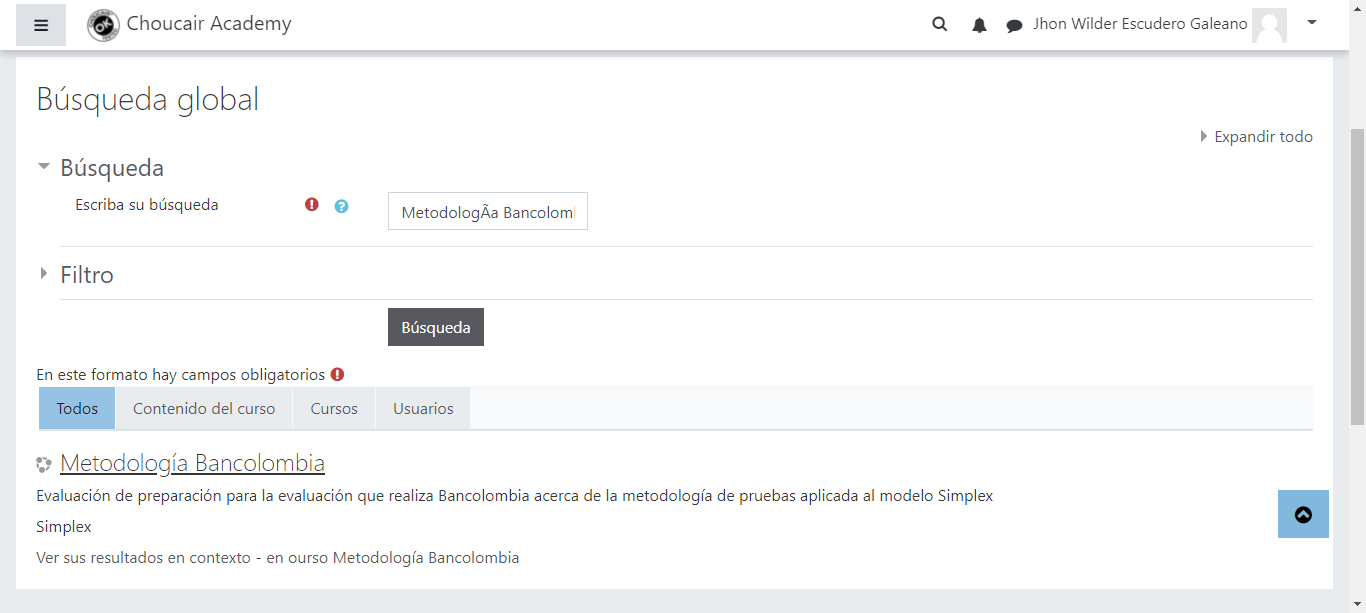 Choucair Academy
Jhon Wilder Escudero Galeano
Búsqueda global
Expandir todo
Búsqueda
Escriba su búsqueda
MetodologÃa Bancolom
Filtro
Búsqueda
En este formato hay campos obligatorios
Todos Contenido del curso Cursos Usuarios
Metodología Bancolombia
Evaluación de preparación para la evaluación que realiza Bancolombia acerca de la metodología de pruebas aplicada al modelo Simplex
Simplex
Ver sus resultados en contexto - en ourso Metodología Bancolombia